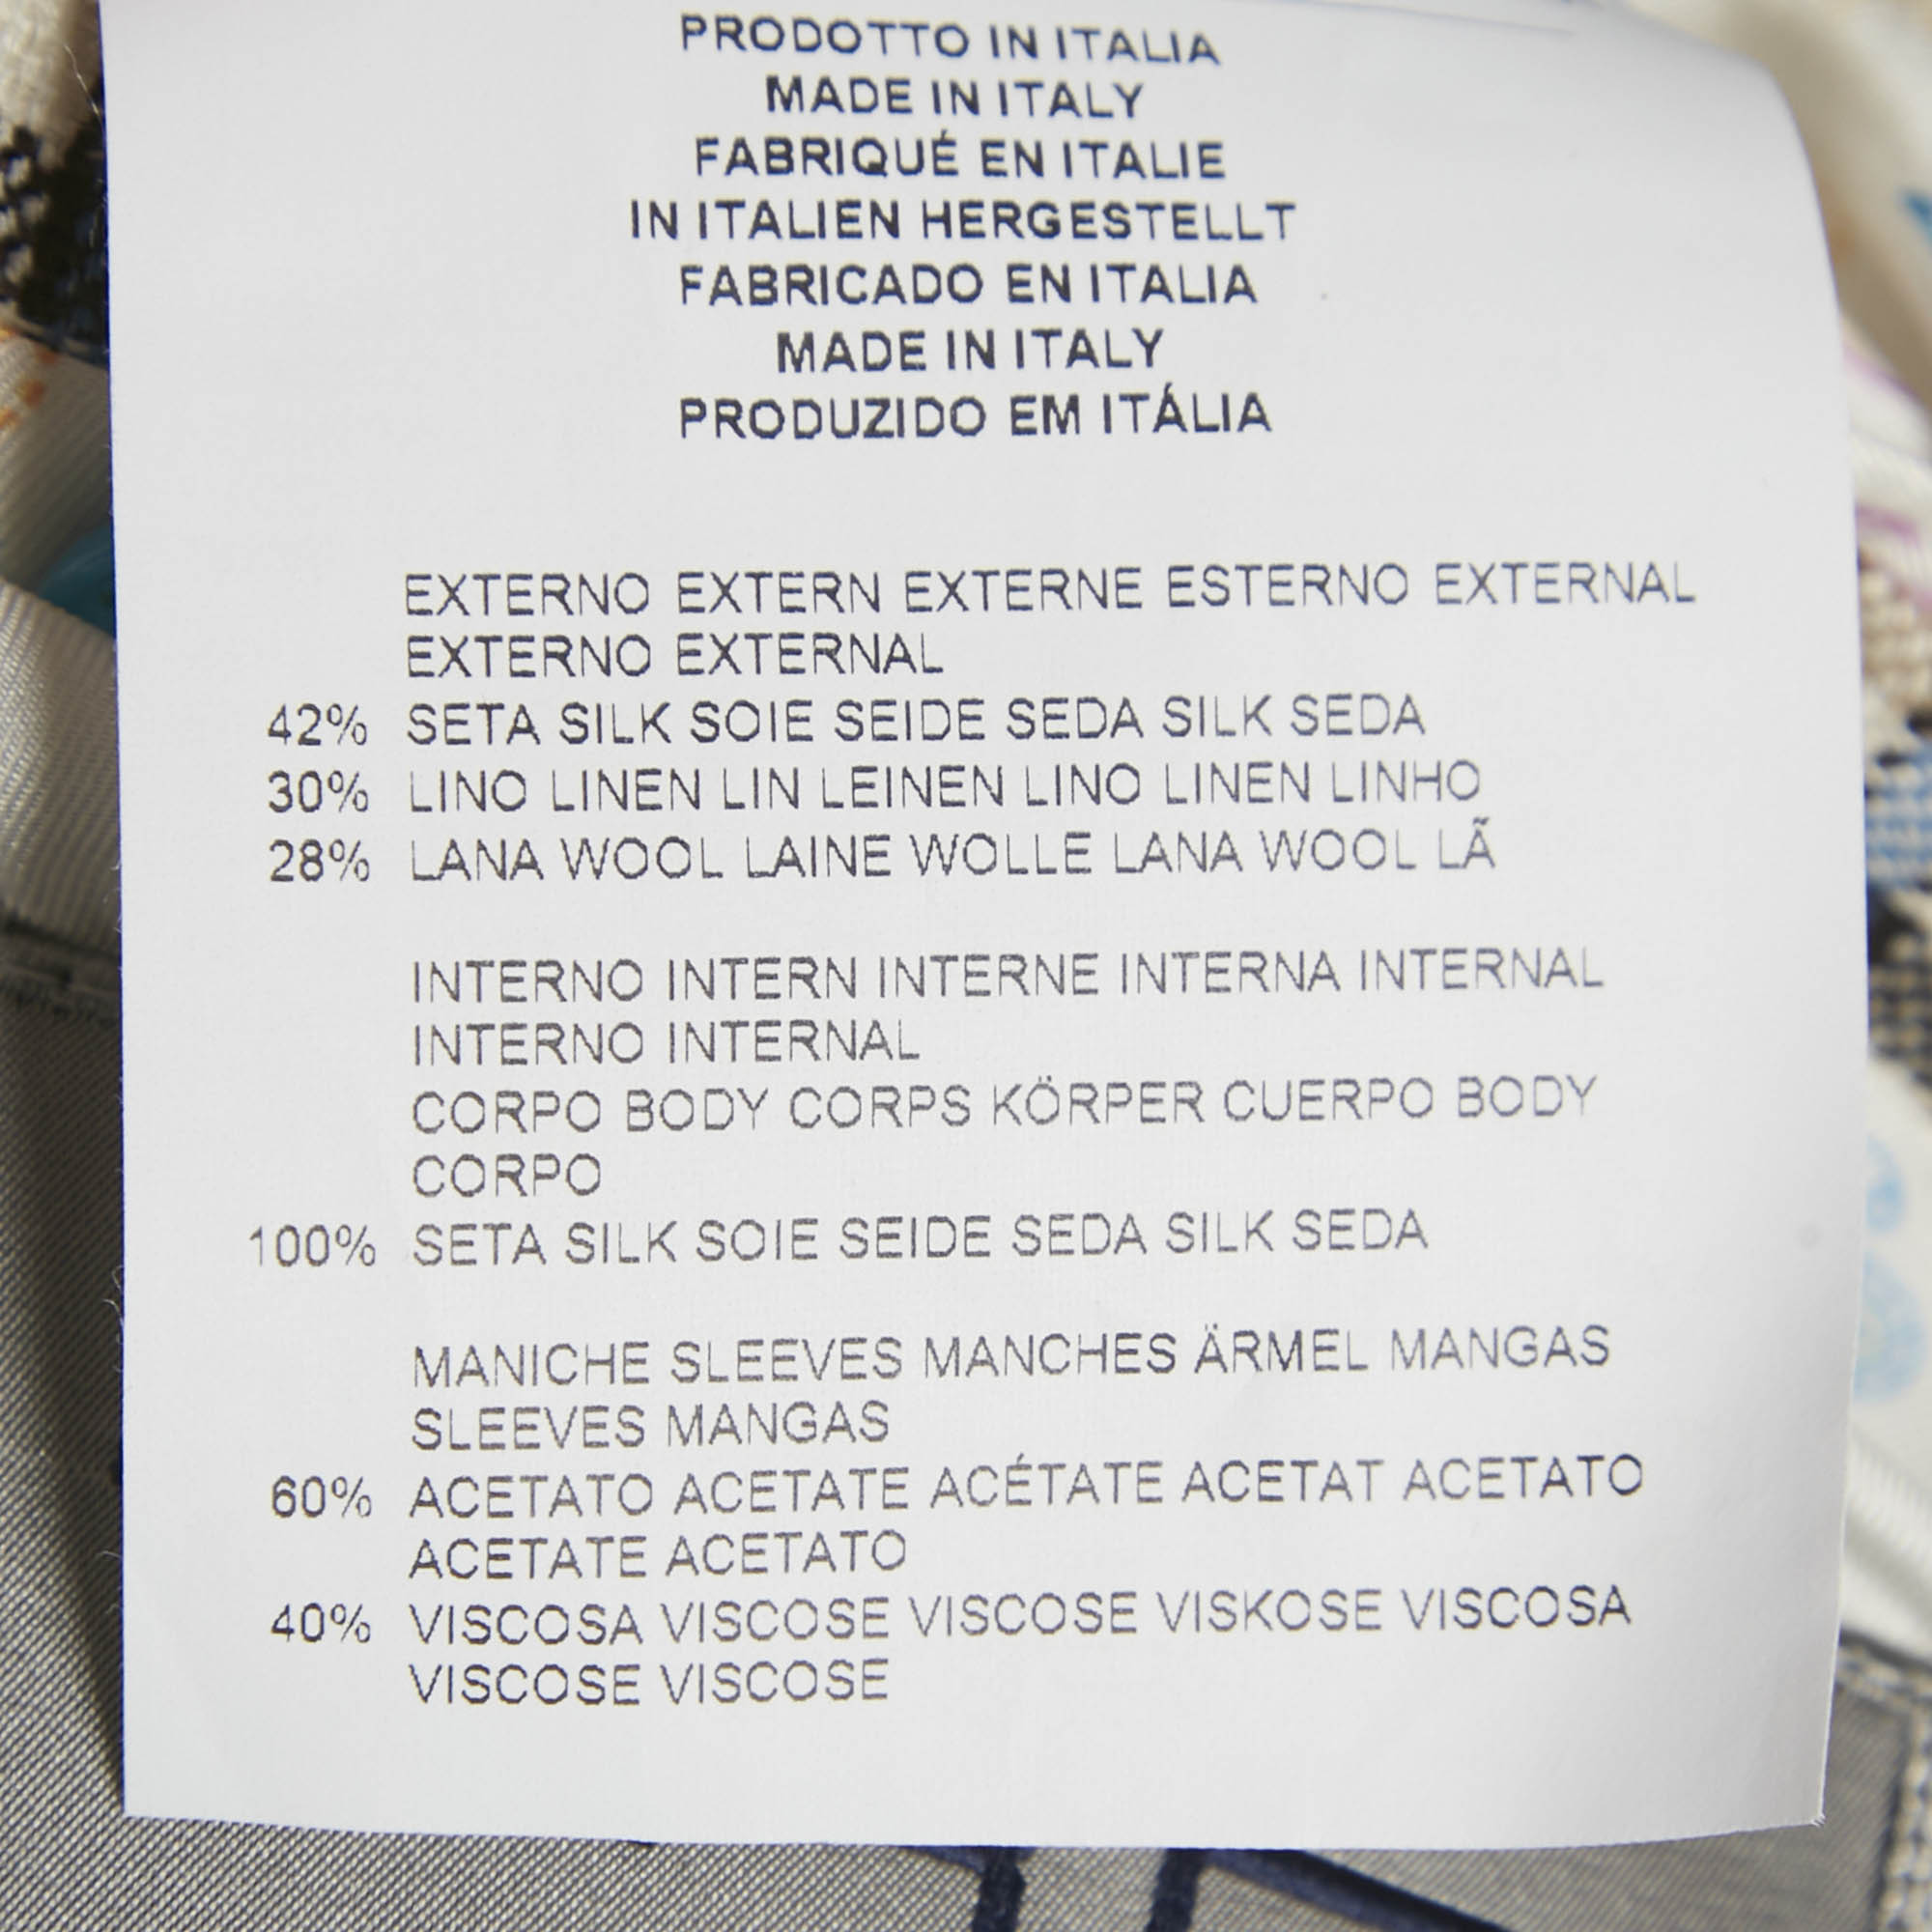 PRODOTTO IN ITALIA
MADE IN ITALY
FABRIQUÉ EN ITALIE
IN ITALIEN HERGESTELLT
FABRICADO EN ITALIA
MADE IN ITALY
PRODUZIDO EM ITÁLIA
EXTERNO EXTERN EXTERNE ESTERNO EXTERNAL
EXTERNO EXTERNAL
42% SETA SILK SOIE SEIDE SEDA SILK SEDA
30% LINO LINEN LIN LEINEN LINO LINEN LINHO
28% LANA WOOL LAINE WOLLE LANA WOOL LÃ
INTERNO INTERN INTERNE INTERNA INTERNAL
INTERNO INTERNAL
CORPO BODY CORPS KÖRPER CUERPO BODY
CORPO
100% SETA SILK SOIE SEIDE SEDA SILK SEDA
MANICHE SLEEVES MANCHES ÄRMEL MANGAS
SLEEVES MANGAS
60% ACETATO ACETATE ACÉTATE ACETAT ACETATO
ACETATE ACETATO
40% VISCOSA VISCOSE VISCOSE VISKOSE VISCOSA
VISCOSE VISCOSE